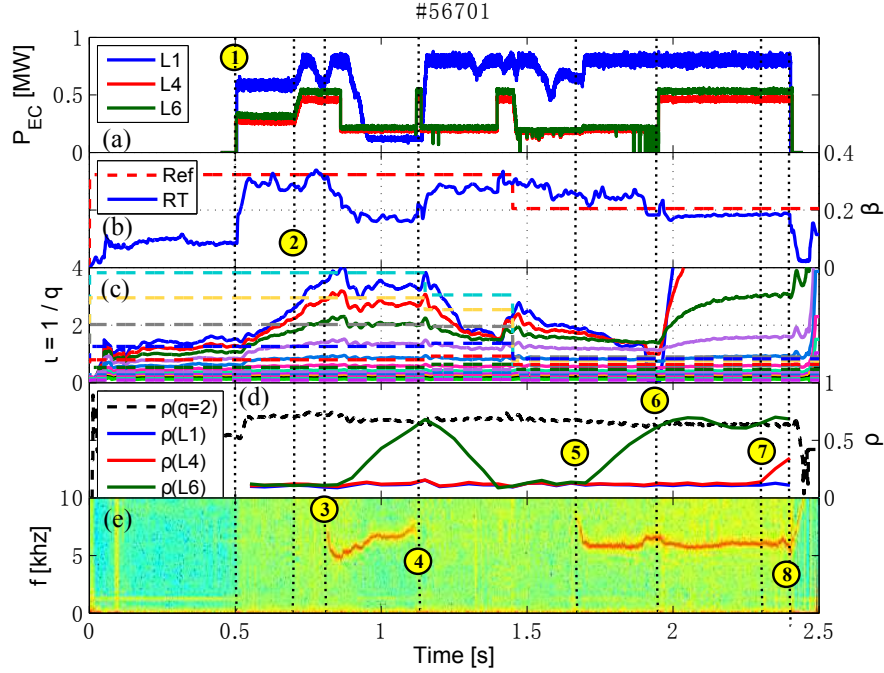 #56701
1
0.5
0
P_EC [MW]
L1
L4
L6
(a)
1
0.4
0.2
0
β
Ref
RT
(b)
2
4
2
0
ι = 1 / q
(c)
6
1
0.5
0
ρ
(d)
ρ(q=2)
ρ(L1)
ρ(L4)
ρ(L6)
5
7
3
10
5
0
f [khz]
(e)
4
8
0 0.5 1 1.5 2 2.5
Time [s]